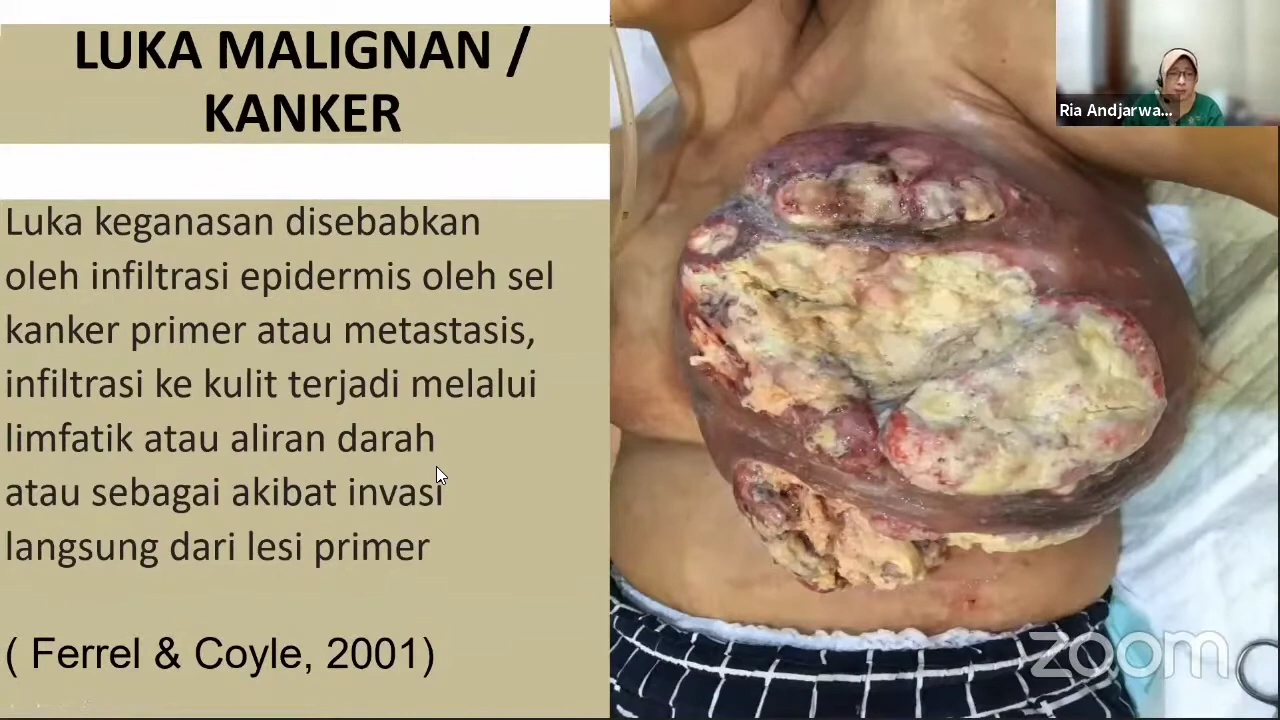 LUKA MALIGNAN /
KANKER
Luka keganasan disebabkan
oleh infiltrasi epidermis oleh sel
kanker primer atau metastasis,
infiltrasi ke kulit terjadi melalui
limfatik atau aliran darah
atau sebagai akibat invasi
langsung dari lesi primer
( Ferrel & Coyle, 2001)
Ria Andjarwa...
zoom